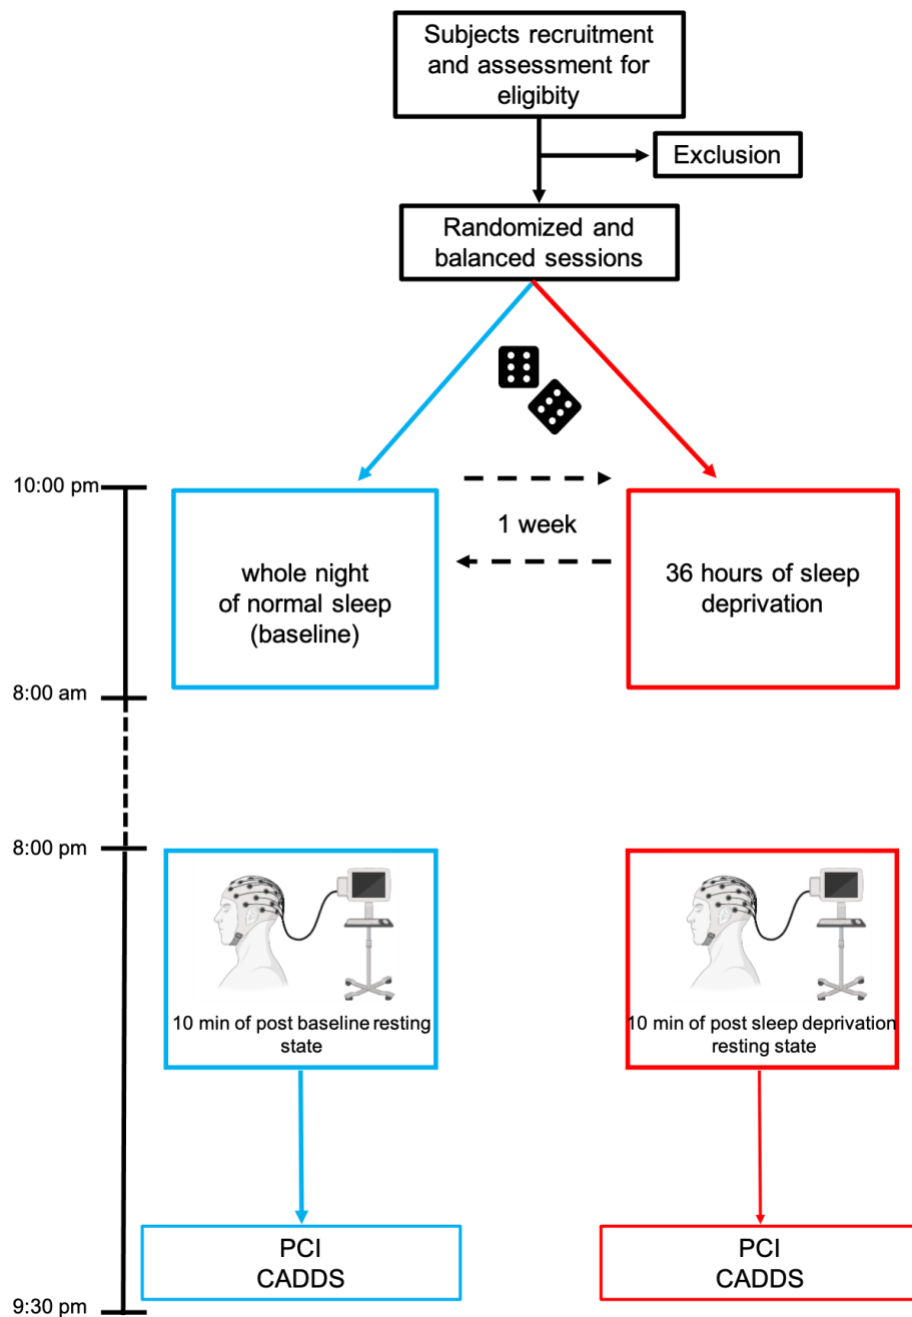 Subjects recruitment
and assessment for
eligibity
Exclusion
Randomized and
balanced sessions
10:00 pm
1 week
whole night
of normal sleep
(baseline)
36 hours of sleep
deprivation
8:00 am
8:00 pm
10 min of post baseline resting
state
10 min of post sleep deprivation
resting state
PCI
CADDS
PCI
CADDS
9:30 pm